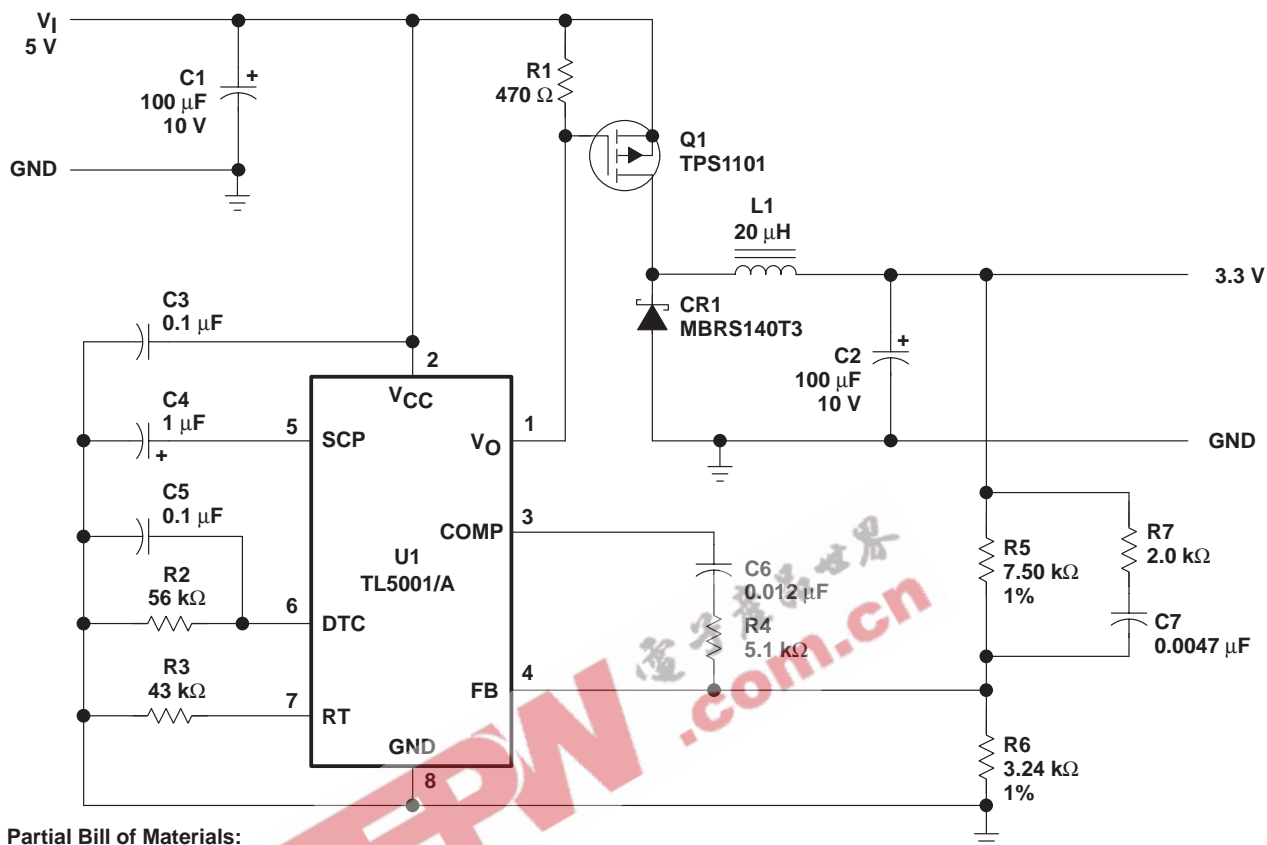 VI
5 V
C1
100 μF
10 V
+
GND
R1
470 Ω
Q1
TPS1101
L1
20 μH
3.3 V
CR1
MBRS140T3
C2
100 μF
10 V
+
GND
C3
0.1 μF
2
VCC
C4
1 μF
+
5
SCP
1
VO
C5
0.1 μF
3
COMP
U1
TL5001/A
R2
56 kΩ
6
DTC
C6
0.012 μF
R4
5.1 kΩ
R5
7.50 kΩ
1%
R7
2.0 kΩ
C7
0.0047 μF
R3
43 kΩ
7
RT
4
FB
GND
8
R6
3.24 kΩ
1%
Partial Bill of Materials:
.com.cn